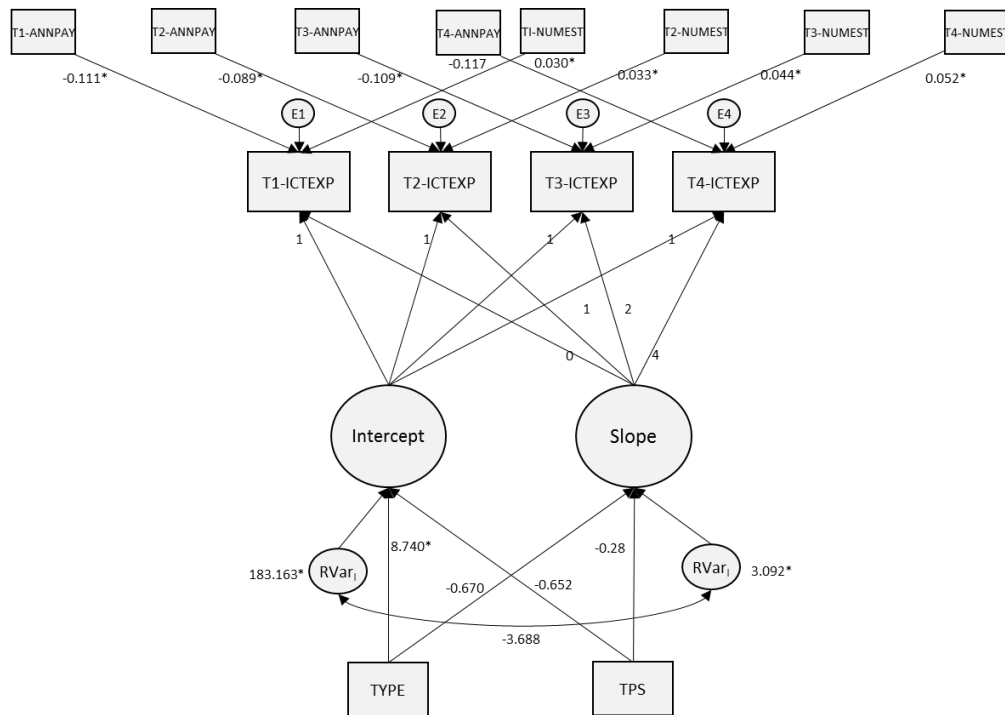 T1-ANNPAY
T2-ANNPAY
T3-ANNPAY
T4-ANNPAY
TI-NUMEST
T2-NUMEST
T3-NUMEST
T4-NUMEST
-0.111*
-0.089*
-0.109*
-0.117
0.030*
0.033*
0.044*
0.052*
E1
E2
E3
E4
T1-ICTEXP
T2-ICTEXP
T3-ICTEXP
T4-ICTEXP
1
1
1
1
1
2
0
4
Intercept
Slope
8.740*
-0.28
183.163*
RVarI
-0.670
-0.652
RVarI
3.092*
-3.688
TYPE
TPS